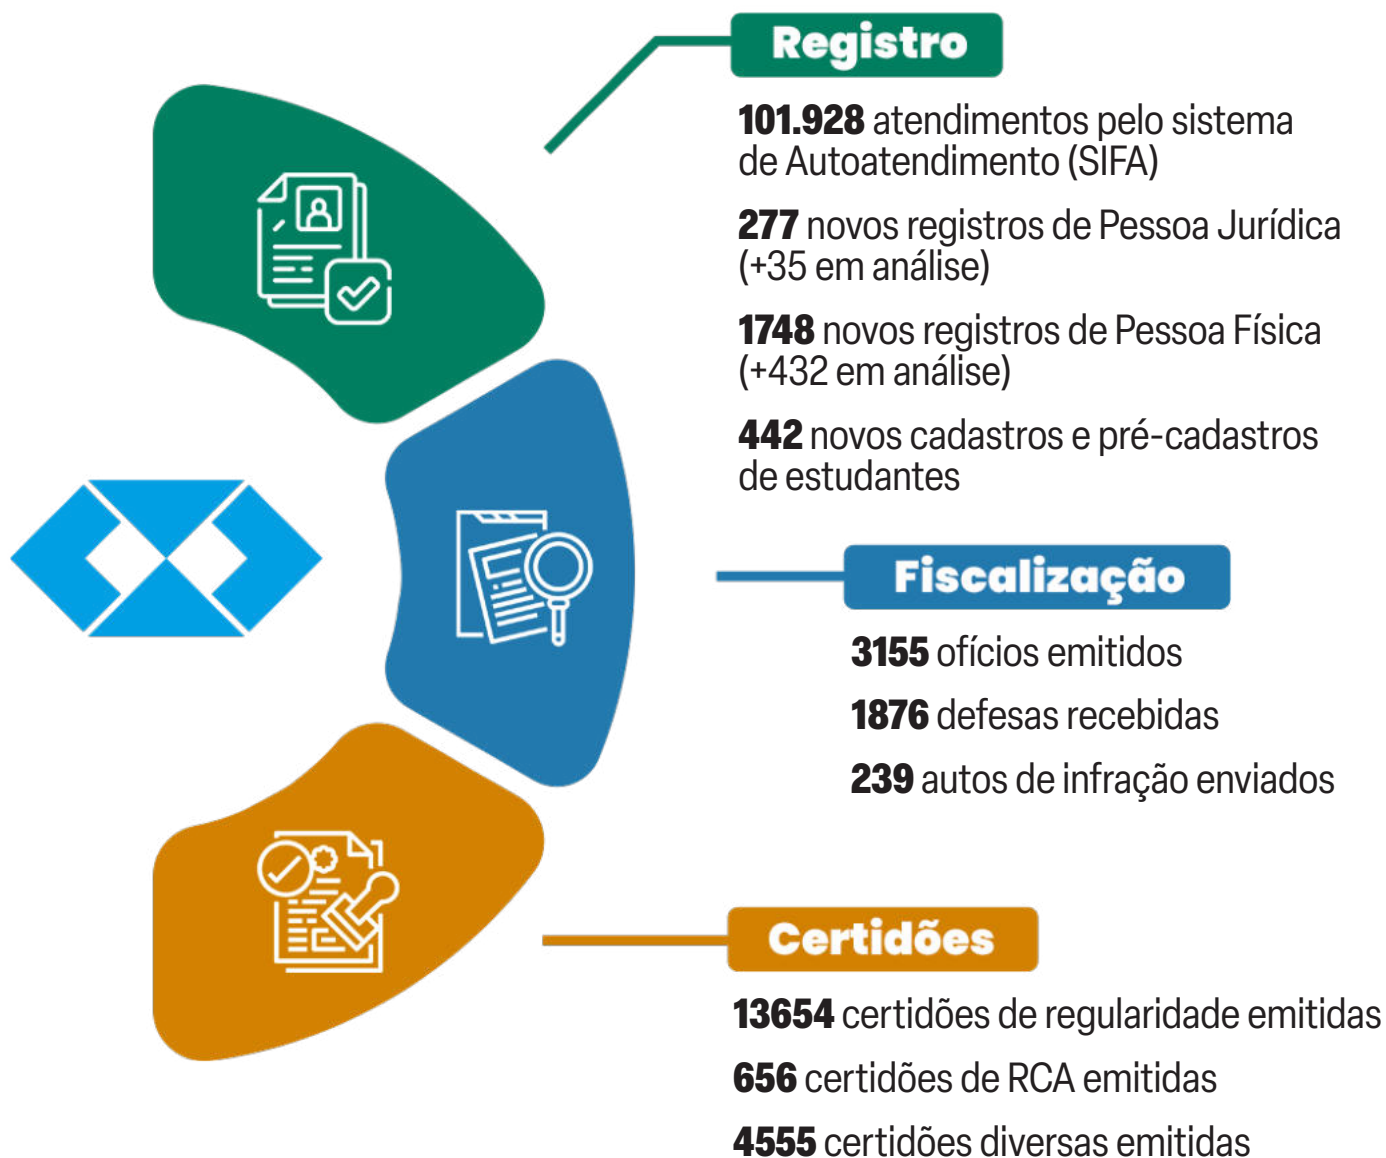 Registro
101.928 atendimentos pelo sistema
de Autoatendimento (SIFA)
277 novos registros de Pessoa Jurídica
(+35 em análise)
1748 novos registros de Pessoa Física
(+432 em análise)
442 novos cadastros e pré-cadastros
de estudantes
Fiscalização
3155 ofícios emitidos
1876 defesas recebidas
239 autos de infração enviados
Certidões
13654 certidões de regularidade emitidas
656 certidões de RCA emitidas
4555 certidões diversas emitidas